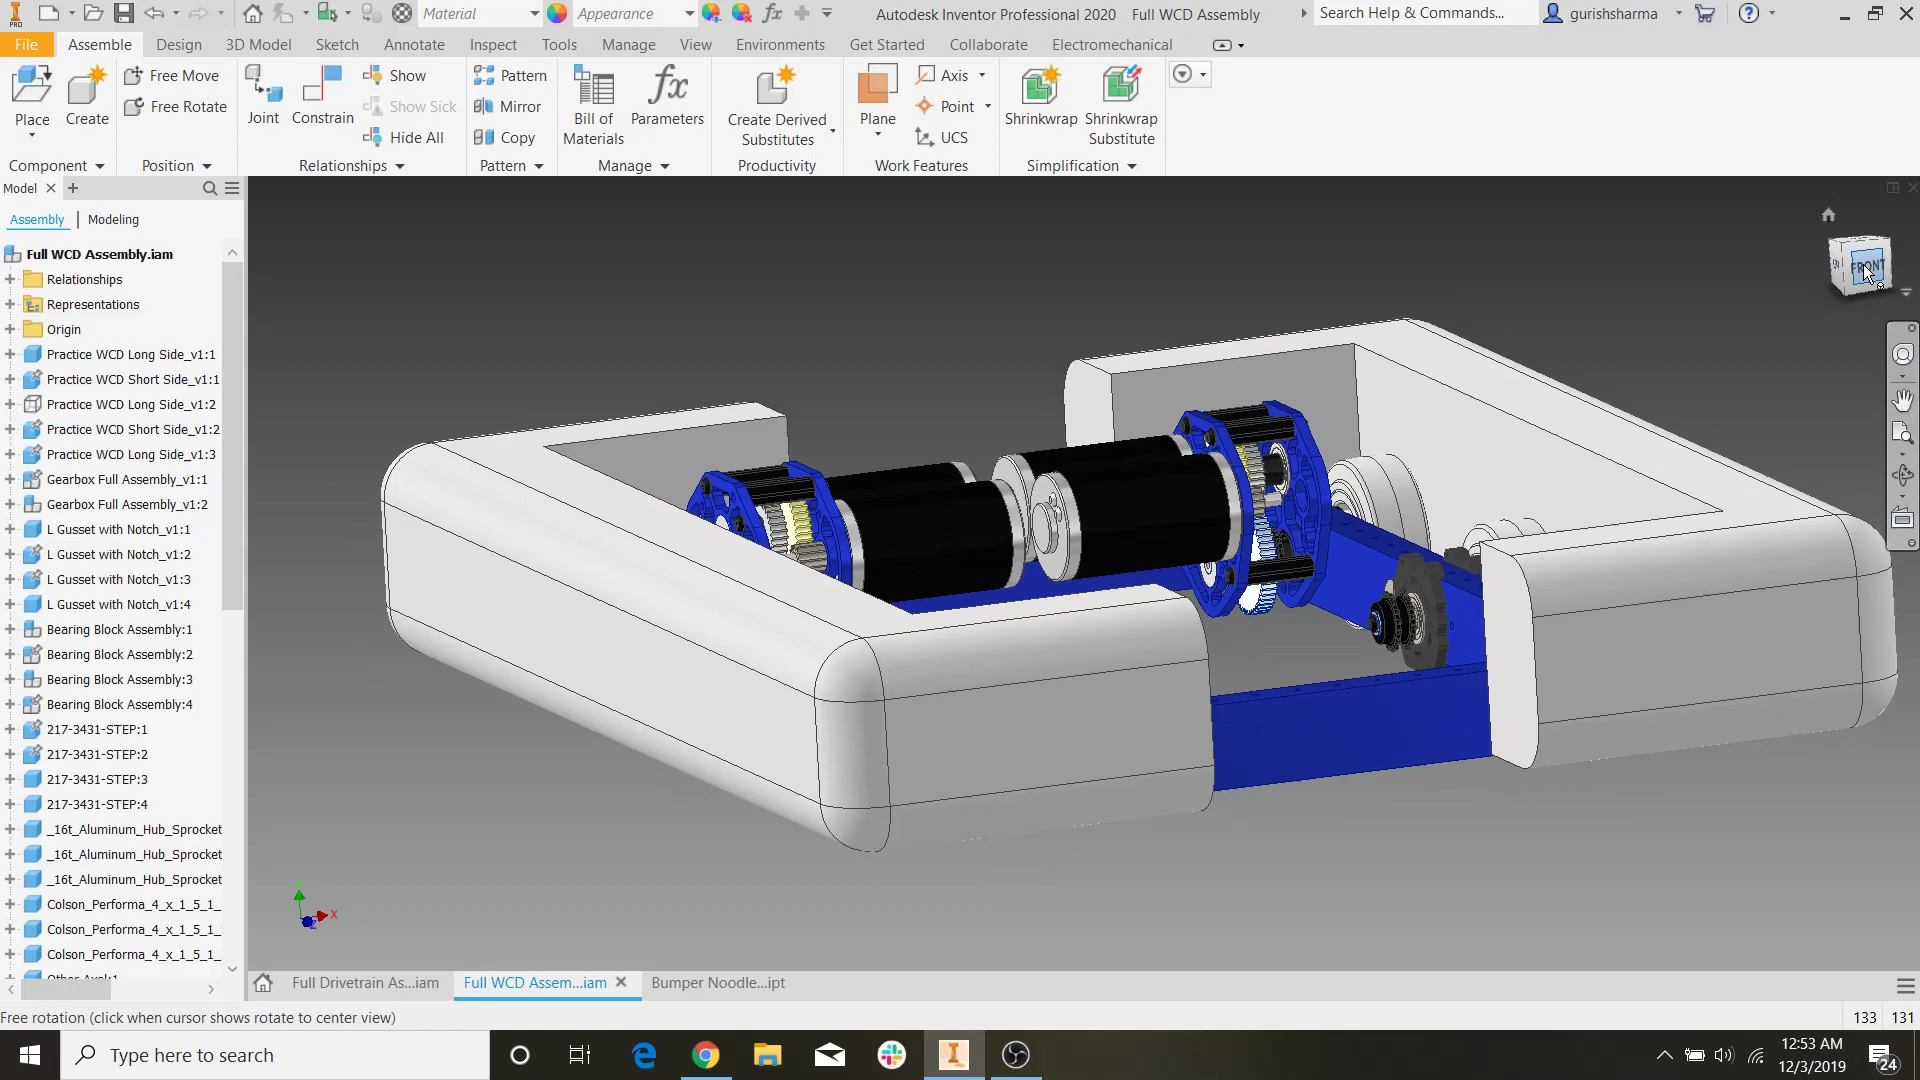 PRO
Material
Appearance
fx
Autodesk Inventor Professional 2020 Full WCD Assembly
Search Help & Commands...
gurishsharma
File Assemble Design 3D Model Sketch Annotate Inspect Tools Manage View Environments Get Started Collaborate Electromechanical
Place
Create
Component
Free Move
Free Rotate
Position
Joint
Constrain
Show
Show Sick
Hide All
Relationships
Pattern
Mirror
Copy
Pattern
Bill of
Materials
fx
Parameters
Manage
Create Derived
Substitutes
Productivity
Plane
Axis
Point
UCS
Work Features
Shrinkwrap
Shrinkwrap
Substitute
Simplification
Model
Assembly | Modeling
Full WCD Assembly.iam
Relationships
Representations
Origin
Practice WCD Long Side_v1:1
Practice WCD Short Side_v1:1
Practice WCD Long Side_v1:2
Practice WCD Short Side_v1:2
Practice WCD Long Side_v1:3
Gearbox Full Assembly_v1:1
Gearbox Full Assembly_v1:2
L Gusset with Notch_v1:1
L Gusset with Notch_v1:2
L Gusset with Notch_v1:3
L Gusset with Notch_v1:4
Bearing Block Assembly:1
Bearing Block Assembly:2
Bearing Block Assembly:3
Bearing Block Assembly:4
217-3431-STEP:1
217-3431-STEP:2
217-3431-STEP:3
217-3431-STEP:4
_16t_Aluminum_Hub_Sprocket
_16t_Aluminum_Hub_Sprocket
_16t_Aluminum_Hub_Sprocket
Colson_Performa_4_x_1_5_1_
Colson_Performa_4_x_1_5_1_
Colson_Performa_4_x_1_5_1_
Other Axel:1
FRONT
X
Full Drivetrain As...iam
Full WCD Assem...iam
Bumper Noodle...ipt
Free rotation (click when cursor shows rotate to center view)
133 131
Type here to search
12:53 AM
12/3/2019
24